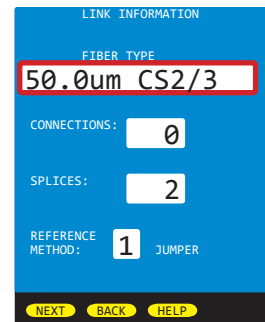 LINK INFORMATION
FIBER TYPE
50.0um CS2/3
CONNECTIONS: 0
SPLICES: 2
REFERENCE
METHOD: 1 JUMPER
NEXT BACK HELP